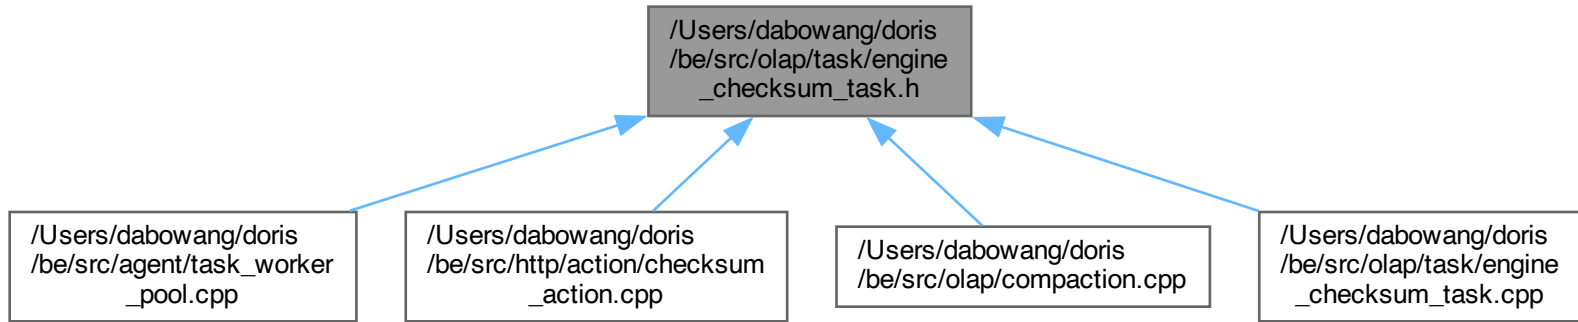 /Users/dabowang/doris
/be/src/olap/task/engine
_checksum_task.h
/Users/dabowang/doris
/be/src/agent/task_worker
_pool.cpp
/Users/dabowang/doris
/be/src/http/action/checksum
_action.cpp
/Users/dabowang/doris
/be/src/olap/compaction.cpp
/Users/dabowang/doris
/be/src/olap/task/engine
_checksum_task.cpp